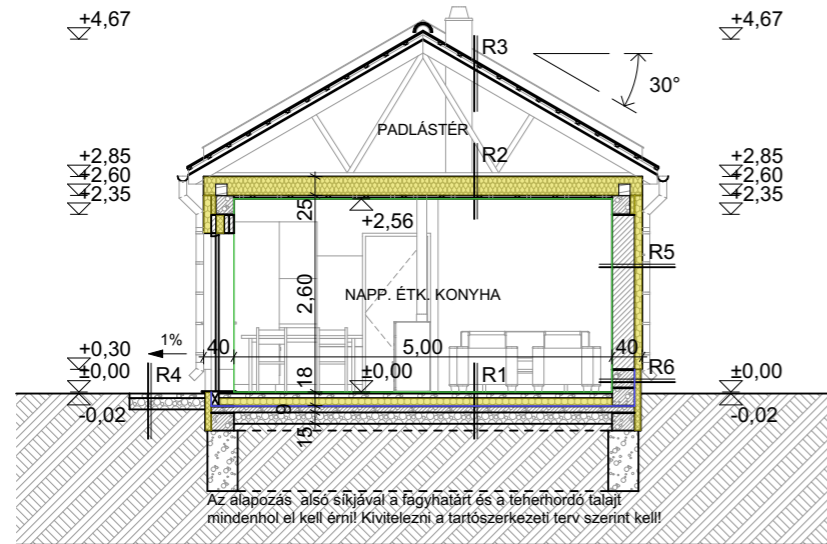 +4,67
+4,67
R3
30°
PADLÁSTÉR
R2
+2,85
+2,60
+2,35
+2,85
+2,60
+2,35
25
+2,56
R5
2,60
NAPP. ÉTK. KONYHA
1%
+0,30
40
5,00
40
±0,00
R4
18
±0,00
R1
R6
±0,00
-0,02
9
-0,02
15
Az alapozás alsó síkjával a fagyhatárt és a teherhordó talajt
mindenhol el kell érni! Kivitelezni a tartószerkezeti terv szerint kell!